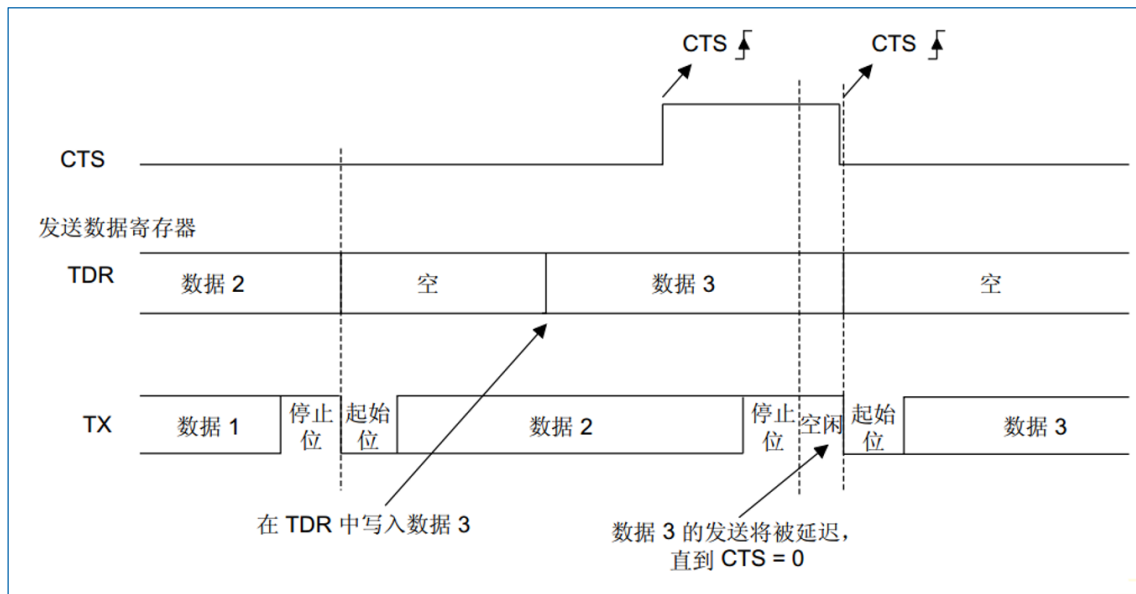 CTS
CTS
CTS
发送数据寄存器
TDR
数据 2
空
数据 3
空
TX
数据 1
停止
位
起始
位
数据 2
停止
位
空闲
起始
位
数据 3
在 TDR 中写入数据 3
数据 3 的发送将被延迟，
直到 CTS = 0